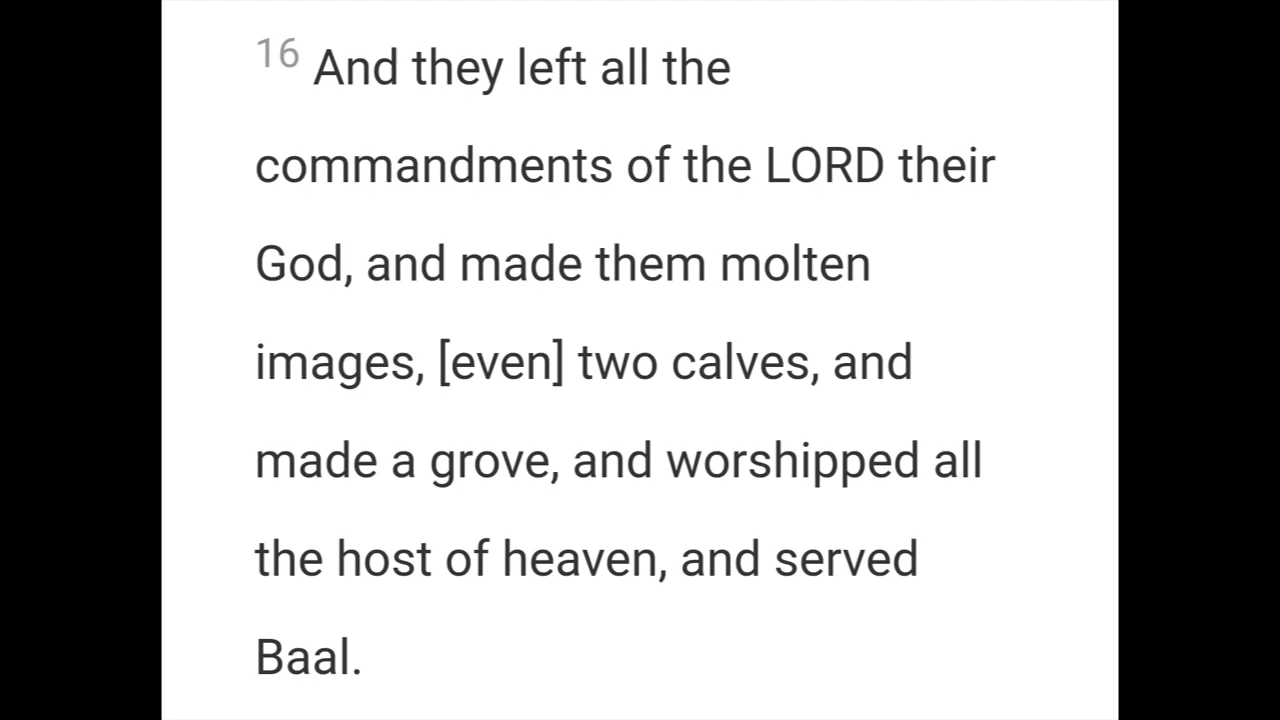 16 And they left all the
commandments of the LORD their
God, and made them molten
images, [even] two calves, and
made a grove, and worshipped all
the host of heaven, and served
Baal.